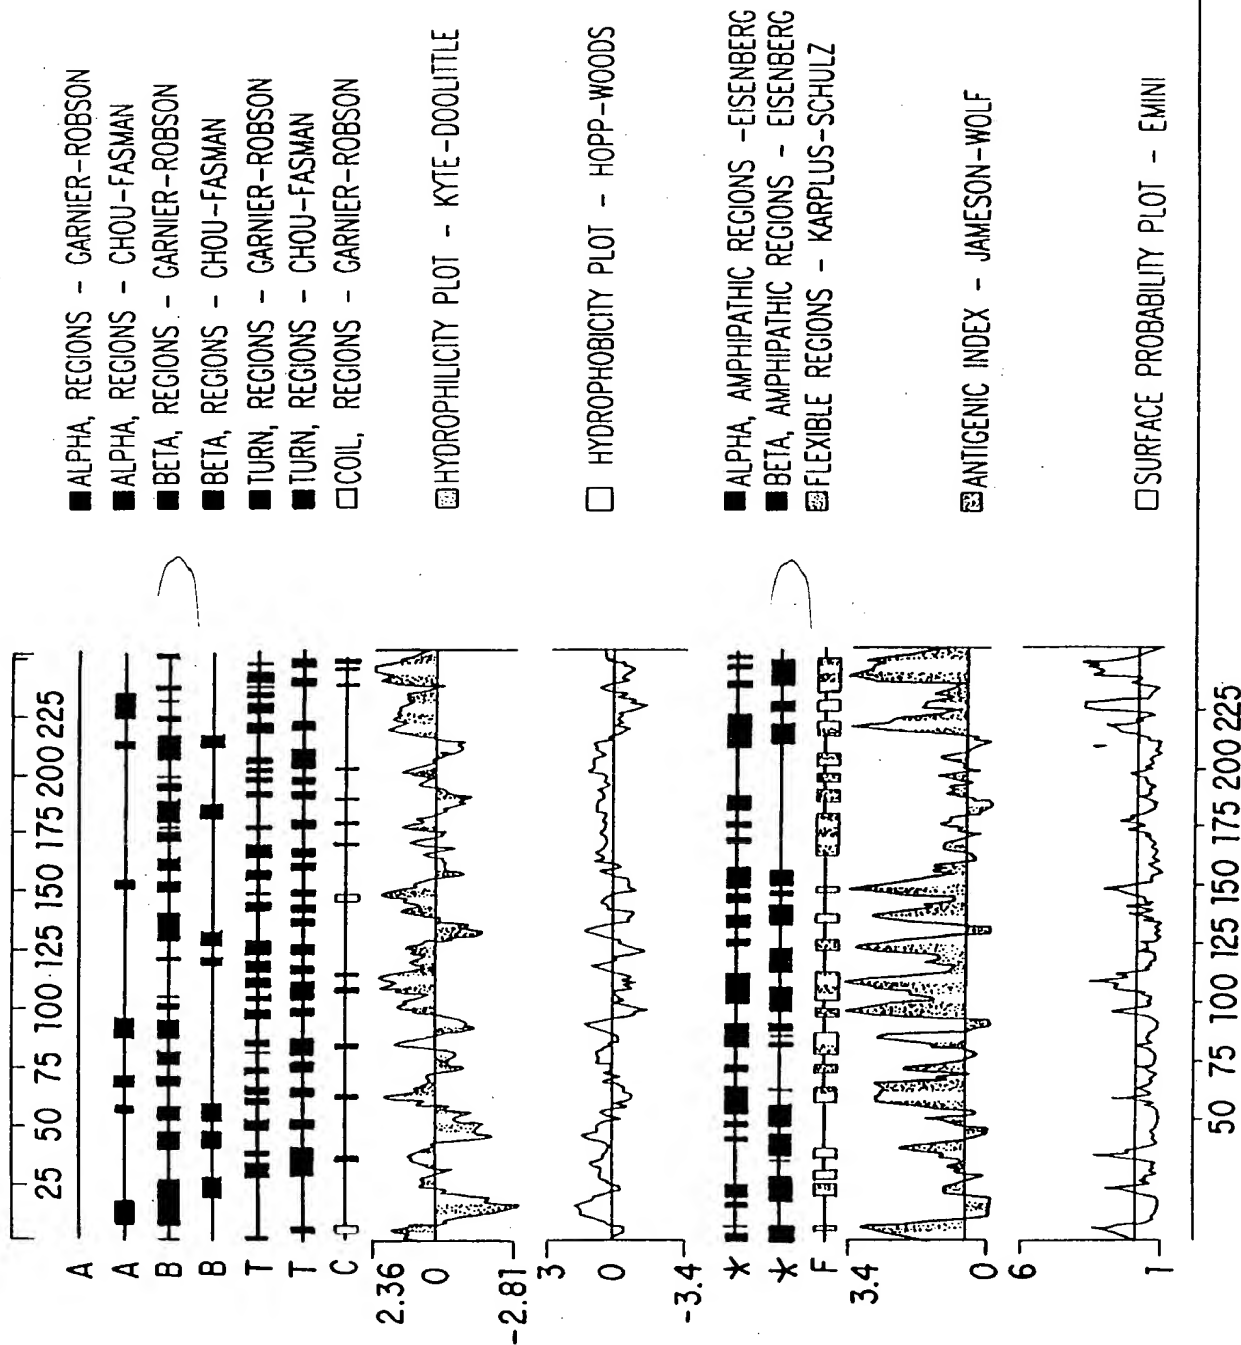 25 50 75 100 125 150 175 200 225
A
A
B
B
T
T
C
2.36
0
-2.81
3
0
-3.4
*
*
F
3.4
0
6
1
50 75 100 125 150 175 200 225
ALPHA, REGIONS - GARNIER-ROBSON
ALPHA, REGIONS - CHOU-FASMAN
BETA, REGIONS - GARNIER-ROBSON
BETA, REGIONS - CHOU-FASMAN
TURN, REGIONS - GARNIER-ROBSON
TURN, REGIONS - CHOU-FASMAN
COIL, REGIONS - GARNIER-ROBSON
HYDROPHILICITY PLOT - KYTE-DOOLITTLE
HYDROPHOBICITY PLOT - HOPP-WOODS
ALPHA, AMPHIPATHIC REGIONS -EISENBERG
BETA, AMPHIPATHIC REGIONS - EISENBERG
FLEXIBLE REGIONS - KARPLUS-SCHULZ
ANTIGENIC INDEX - JAMESON-WOLF
SURFACE PROBABILITY PLOT - EMINI